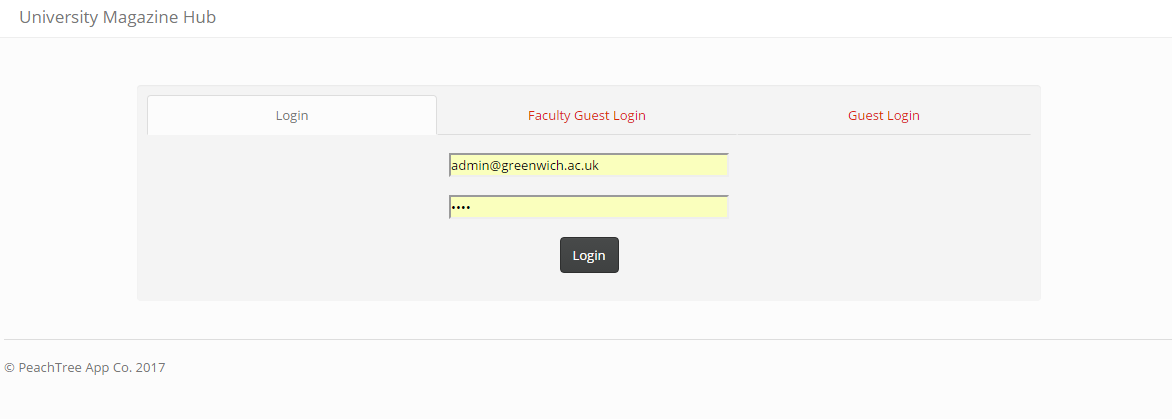 University Magazine Hub
Login
Faculty Guest Login
Guest Login
admin@greenwich.ac.uk
••••
Login
© PeachTree App Co. 2017